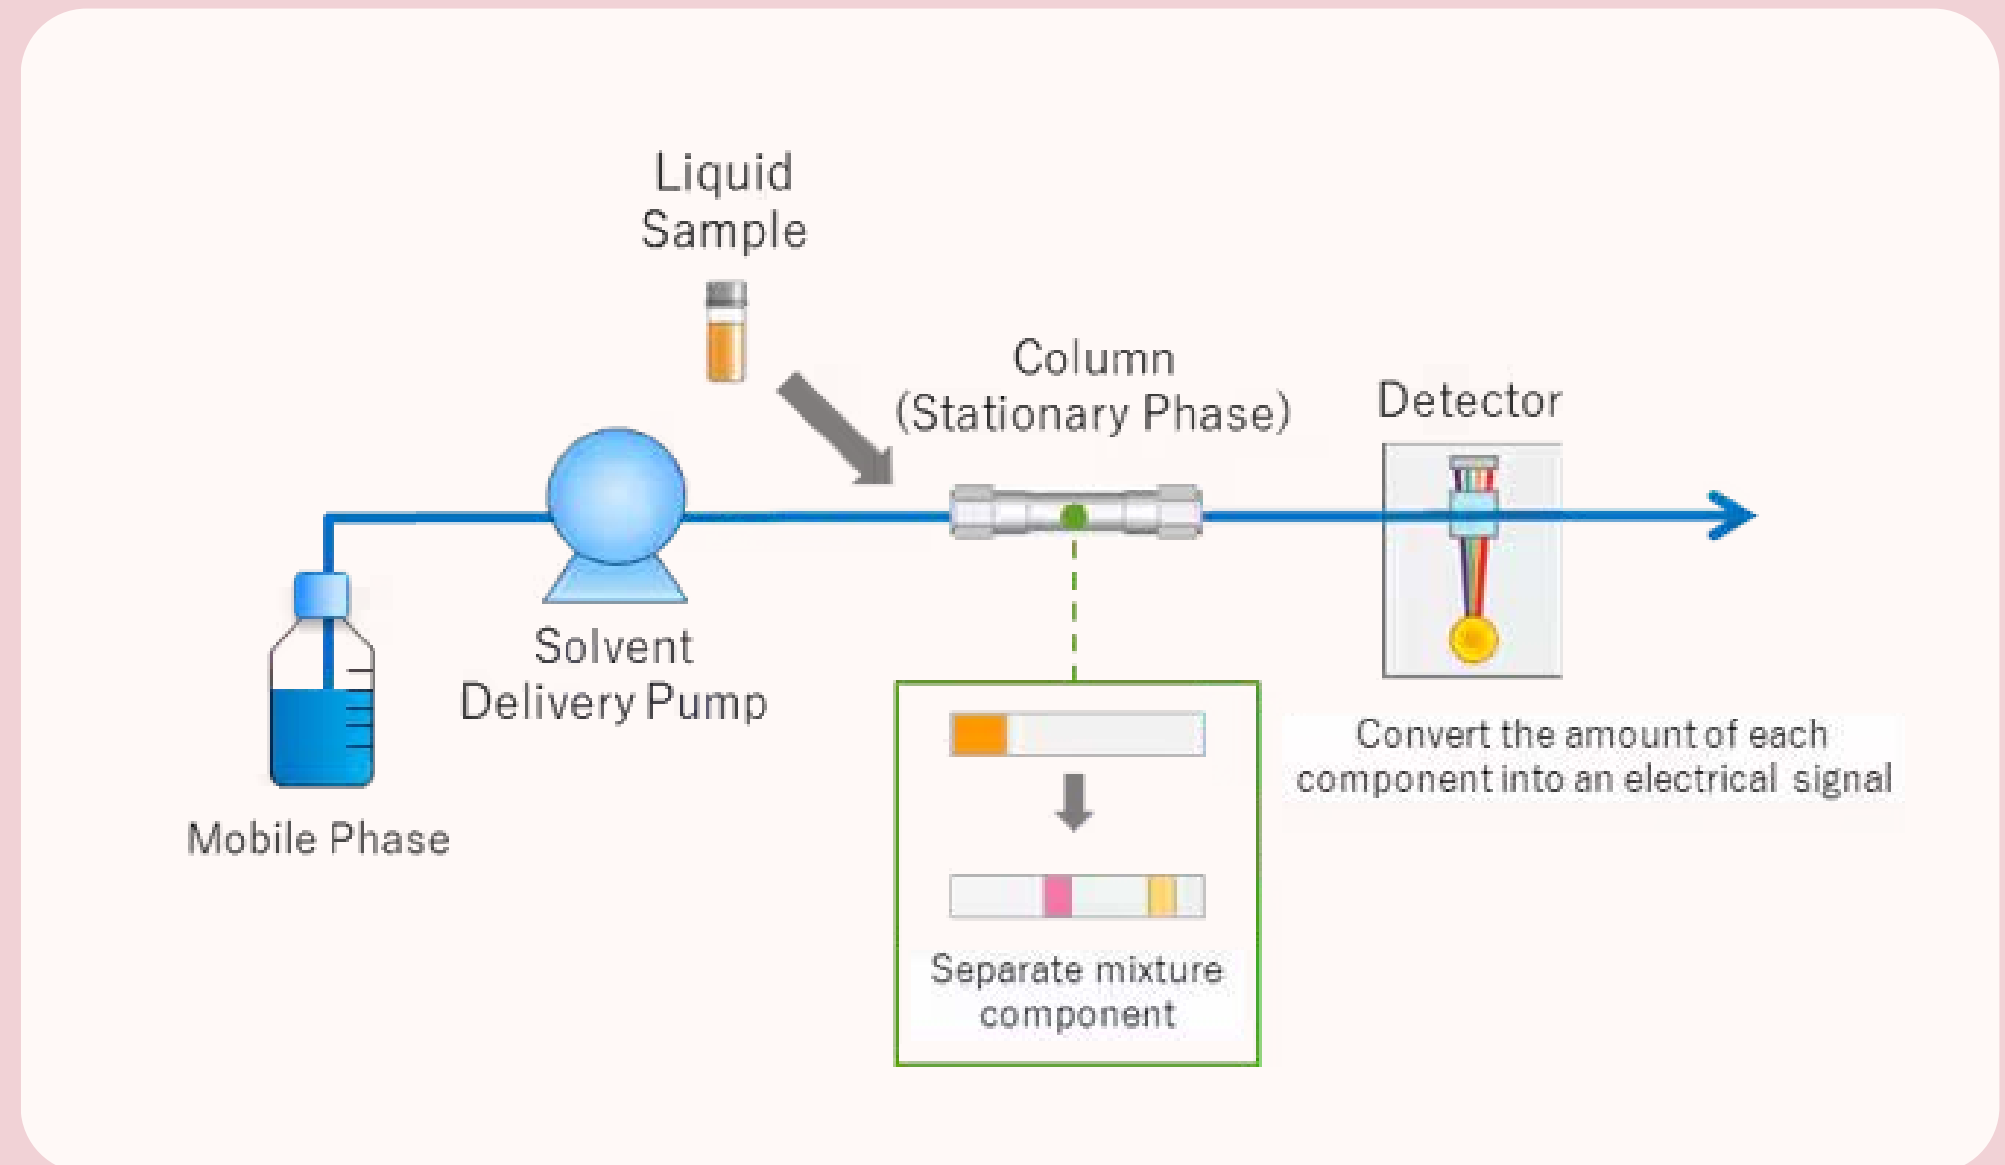 Liquid
Sample
Column
(Stationary Phase)
Detector
Solvent
Delivery Pump
Mobile Phase
Convert the amount of each
component into an electrical signal
Separate mixture
component